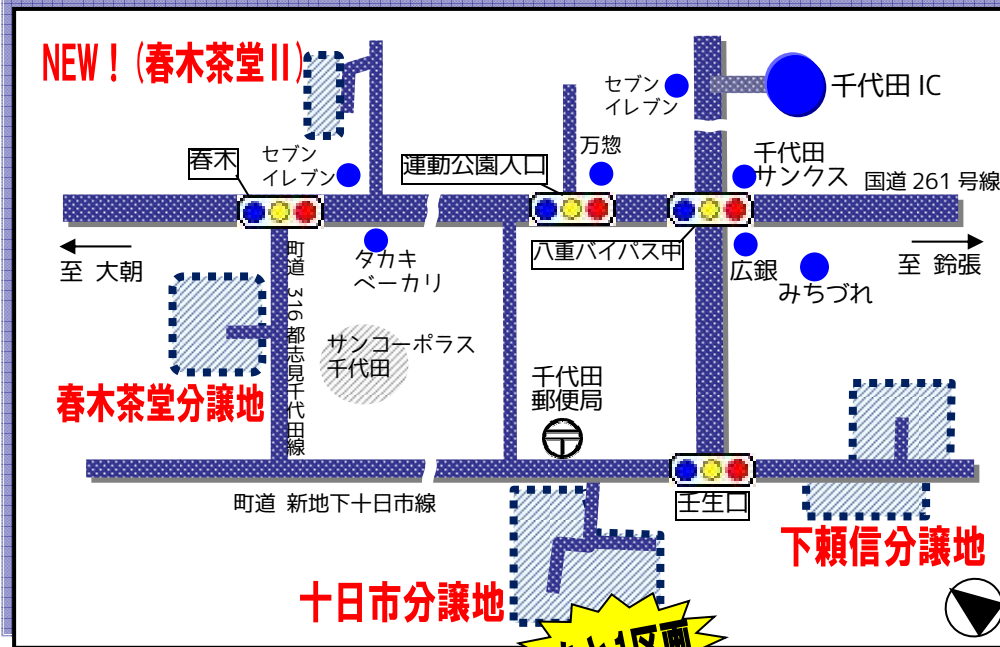 NEW！(春木茶堂Ⅱ)
セブン
イレブン
千代田 IC
春木
セブン
イレブン
運動公園入口
万惣
千代田
サンクス
国道 261 号線
至 大朝
タカキ
ベーカリ
八重バイパス中
広銀
みちづれ
至 鈴張
町道 316 都志見千代田線
サンコーポラス
千代田
春木茶堂分譲地
千代田
郵便局
町道 新地下十日市線
壬生口
下頼信分譲地
十日市分譲地
1区画